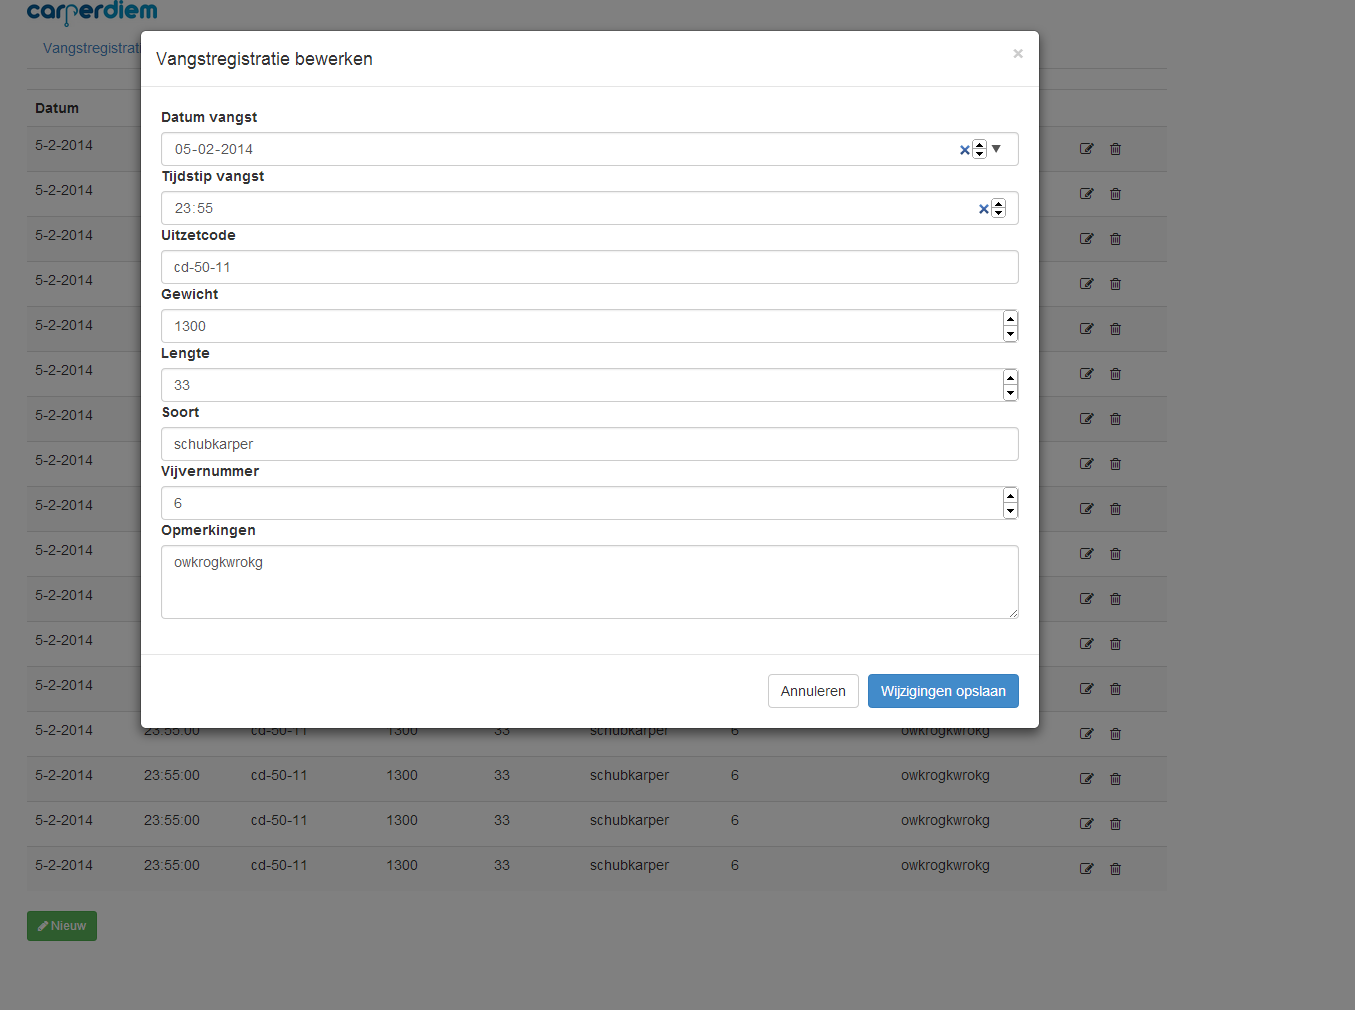 carperdiem
Vangstregistrati
Vangstregistratie bewerken
×
Datum
Datum vangst
05-02-2014
Tijdstip vangst
23:55
Uitzetcode
cd-50-11
Gewicht
1300
Lengte
33
Soort
schubkarper
Vijvernummer
6
Opmerkingen
owkrogkwrokg
Annuleren
Wijzigingen opslaan
5-2-2014
5-2-2014
5-2-2014
5-2-2014
5-2-2014
5-2-2014
5-2-2014
5-2-2014
5-2-2014
5-2-2014
5-2-2014
5-2-2014
5-2-2014
5-2-2014 23:55:00 cd-50-11 1300 33 schubkarper 6 owkrogkwrokg
5-2-2014 23:55:00 cd-50-11 1300 33 schubkarper 6 owkrogkwrokg
5-2-2014 23:55:00 cd-50-11 1300 33 schubkarper 6 owkrogkwrokg
5-2-2014 23:55:00 cd-50-11 1300 33 schubkarper 6 owkrogkwrokg
Nieuw